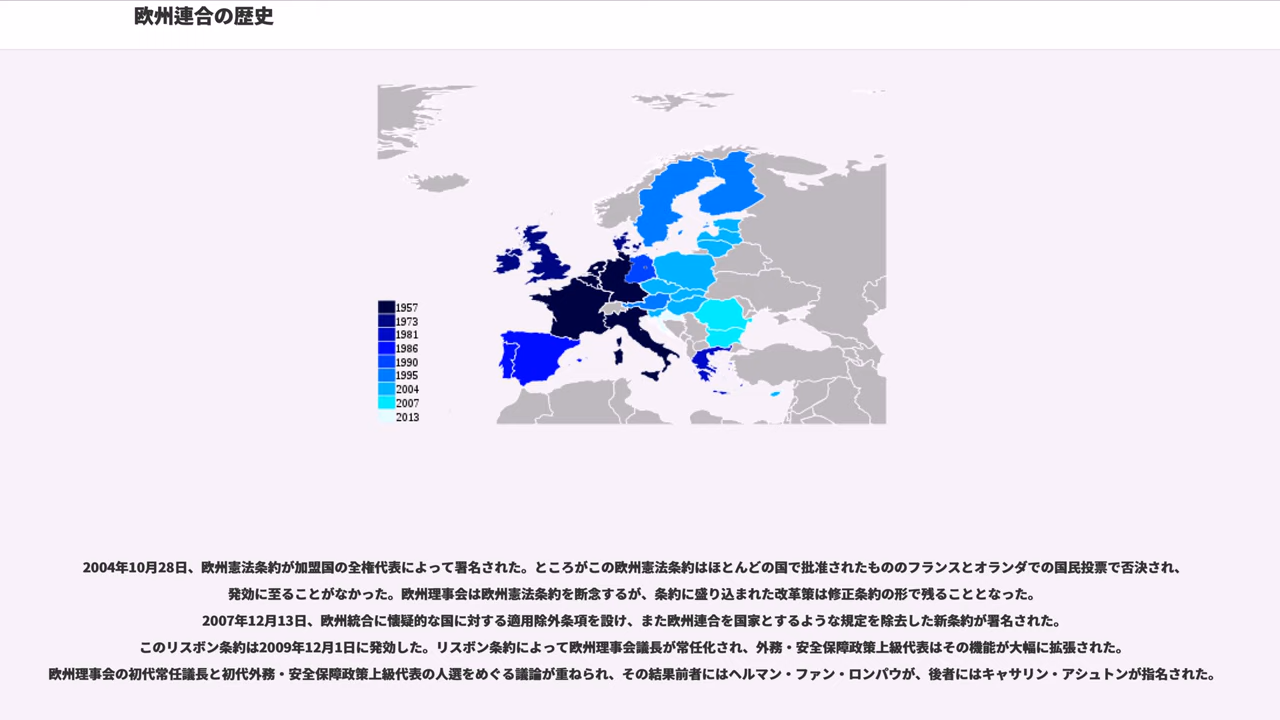 欧州連合の歴史
1957
1973
1981
1986
1990
1995
2004
2007
2013
2004年10月28日、欧州憲法条約が加盟国の全権代表によって署名された。ところがこの欧州憲法条約はほとんどの国で批准されたもののフランスとオランダでの国民投票で否決され、
発効に至ることがなかった。欧州理事会は欧州憲法条約を断念するが、条約に盛り込まれた改革策は修正条約の形で残ることとなった。
2007年12月13日、欧州統合に懐疑的な国に対する適用除外条項を設け、また欧州連合を国家とするような規定を除去した新条約が署名された。
このリスボン条約は2009年12月1日に発効した。リスボン条約によって欧州理事会議長が常任化され、外務・安全保障政策上級代表はその機能が大幅に拡張された。
欧州理事会の初代常任議長と初代外務・安全保障政策上級代表の人選をめぐる議論が重ねられ、その結果前者にはヘルマン・ファン・ロンパウが、後者にはキャサリン・アシュトンが指名された。